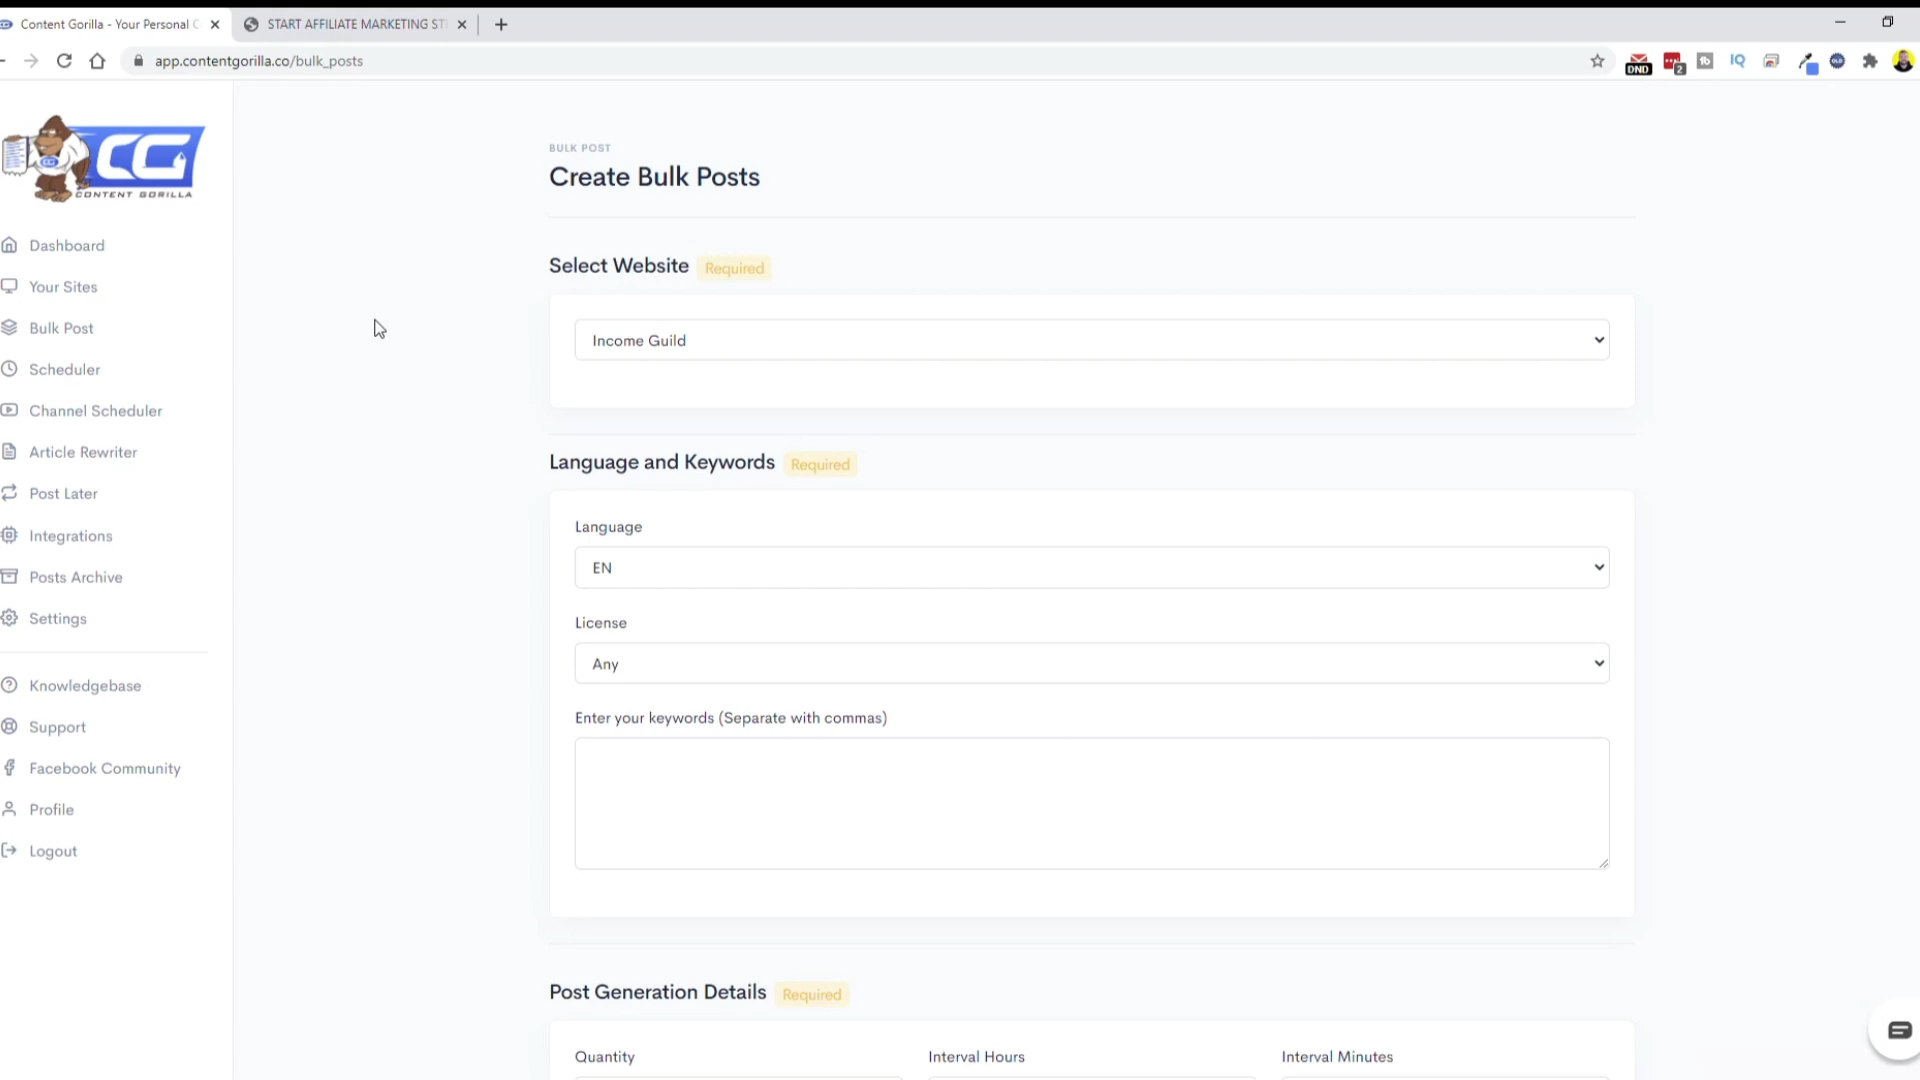 Content Gorilla - Your Personal C
START AFFILIATE MARKETING ST
app.contentgorilla.co/bulk_posts
DND
2
IQ
CG
CONTENT GORILLA
Dashboard
Your Sites
Bulk Post
Scheduler
Channel Scheduler
Article Rewriter
Post Later
Integrations
Posts Archive
Settings
Knowledgebase
Support
Facebook Community
Profile
Logout
BULK POST
Create Bulk Posts
Select Website Required
Income Guild
Language and Keywords Required
Language
EN
License
Any
Enter your keywords (Separate with commas)
Post Generation Details Required
Quantity Interval Hours Interval Minutes